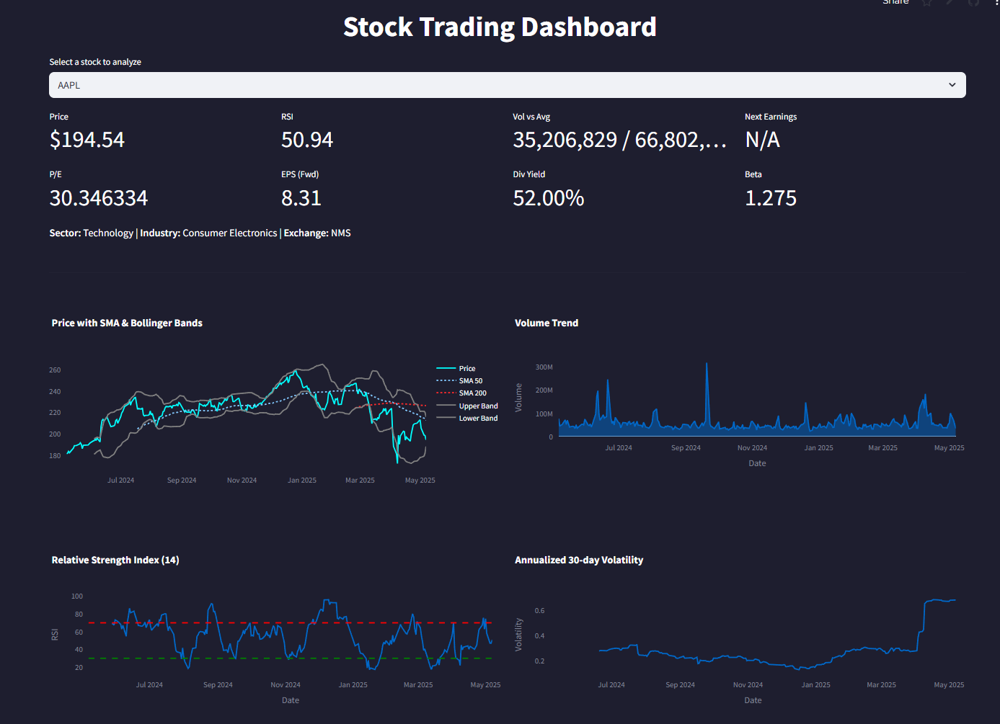 Share
Stock Trading Dashboard
Select a stock to analyze
AAPL
Price RSI Vol vs Avg Next Earnings
$194.54 50.94 35,206,829 / 66,802,... N/A
P/E EPS (Fwd) Div Yield Beta
30.346334 8.31 52.00% 1.275
Sector: Technology | Industry: Consumer Electronics | Exchange: NMS
Price with SMA & Bollinger Bands
260
240
220
200
180
Jul 2024 Sep 2024 Nov 2024 Jan 2025 Mar 2025 May 2025
Price
SMA 50
SMA 200
Upper Band
Lower Band
Volume Trend
Volume
300M
200M
100M
0
Jul 2024 Sep 2024 Nov 2024 Jan 2025 Mar 2025 May 2025
Date
Relative Strength Index (14)
RSI
100
80
60
40
20
Jul 2024 Sep 2024 Nov 2024 Jan 2025 Mar 2025 May 2025
Date
Annualized 30-day Volatility
Volatility
0.6
0.4
0.2
Jul 2024 Sep 2024 Nov 2024 Jan 2025 Mar 2025 May 2025
Date